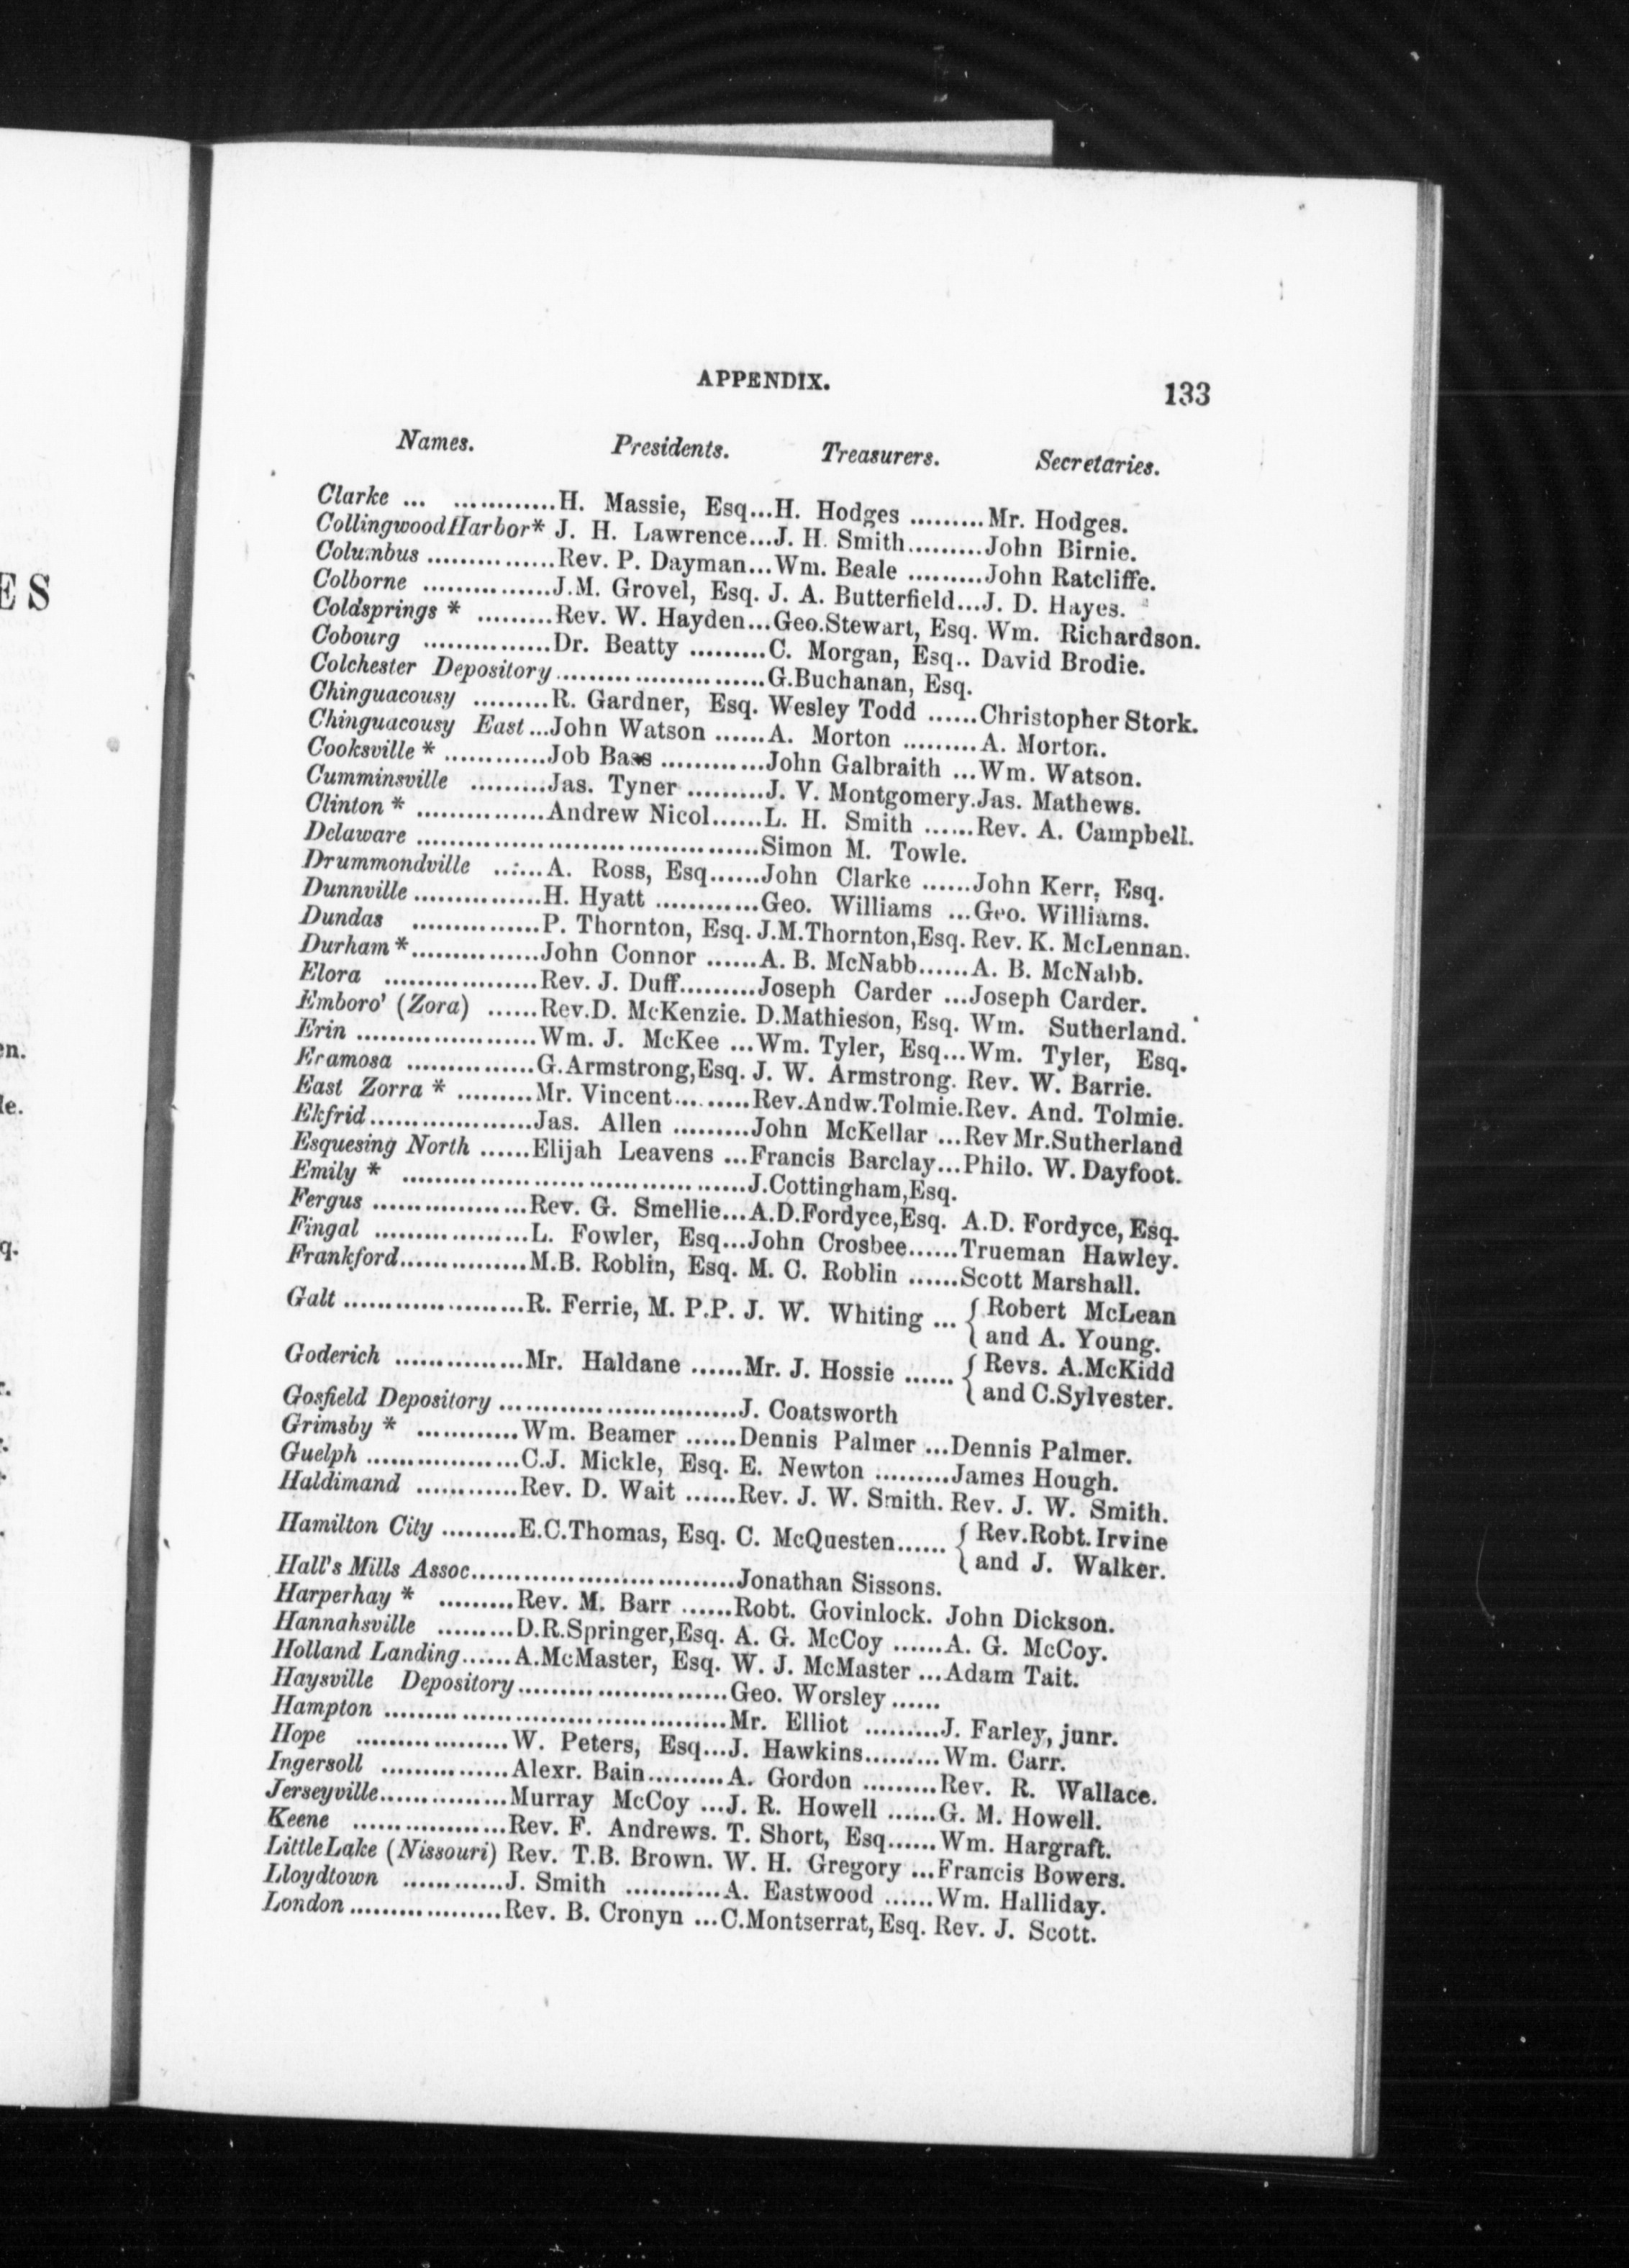 APPENDIX. 133
Names. Presidents. Treasurers. Secretaries.
Clarke ... ............H. Massie, Esq...H. Hodges .........Mr. Hodges.
Collingwood Harbor* J. H. Lawrence...J. H. Smith.........John Birnie.
Columbus ...............Rev. P. Dayman...Wm. Beale .........John Ratcliffe.
Colborne ...............J.M. Grovel, Esq. J. A. Butterfield...J. D. Hayes.
Coldsprings * .........Rev. W. Hayden...Geo.Stewart, Esq. Wm. Richardson.
Cobourg ...............Dr. Beatty .........C. Morgan, Esq.. David Brodie.
Colchester Depository.........................G.Buchanan, Esq.
Chinguacousy .........R. Gardner, Esq. Wesley Todd ......Christopher Stork.
Chinguacousy East...John Watson ......A. Morton .........A. Morton.
Cooksville * ............Job Bass ............John Galbraith ...Wm. Watson.
Cumminsville .........Jas. Tyner .........J. V. Montgomery.Jas. Mathews.
Clinton * ...............Andrew Nicol......L. H. Smith ......Rev. A. Campbell.
Delaware .........................................Simon M. Towle.
Drummondville ......A. Ross, Esq......John Clarke ......John Kerr, Esq.
Dunnville ...............H. Hyatt ............Geo. Williams ...Geo. Williams.
Dundas ...............P. Thornton, Esq. J.M.Thornton,Esq. Rev. K. McLennan.
Durham*...............John Connor ......A. B. McNabb......A. B. McNabb.
Elora ..................Rev. J. Duff.........Joseph Carder ...Joseph Carder.
Emboro' (Zora) ......Rev.D. McKenzie. D.Mathieson, Esq. Wm. Sutherland.
Erin .....................Wm. J. McKee ...Wm. Tyler, Esq...Wm. Tyler, Esq.
Eramosa ...............G.Armstrong,Esq. J. W. Armstrong. Rev. W. Barrie.
East Zorra * .........Mr. Vincent.........Rev.Andw.Tolmie.Rev. And. Tolmie.
Ekfrid...................Jas. Allen .........John McKellar ...Rev Mr.Sutherland
Esquesing North ......Elijah Leavens ...Francis Barclay...Philo. W. Dayfoot.
Emily * .........................................J.Cottingham,Esq.
Fergus ..................Rev. G. Smellie...A.D.Fordyce,Esq. A.D. Fordyce, Esq.
Fingal ..................L. Fowler, Esq...John Crosbee......Trueman Hawley.
Frankford...............M.B. Roblin, Esq. M. C. Roblin ......Scott Marshall.
Galt .....................R. Ferrie, M. P.P. J. W. Whiting ... { Robert McLean
and A. Young.
Goderich ...............Mr. Haldane ......Mr. J. Hossie ...... { Revs. A.McKidd
and C.Sylvester.
Gosfield Depository ............................J. Coatsworth
Grimsby * ............Wm. Beamer ......Dennis Palmer ...Dennis Palmer.
Guelph ..................C.J. Mickle, Esq. E. Newton .........James Hough.
Haldimand ............Rev. D. Wait ......Rev. J. W. Smith. Rev. J. W. Smith.
Hamilton City .........E.C.Thomas, Esq. C. McQuesten...... { Rev.Robt. Irvine
and J. Walker.
Hall's Mills Assoc................................Jonathan Sissons.
Harperhay * .........Rev. M. Barr ......Robt. Govinlock. John Dickson.
Hannahsville .........D.R.Springer,Esq. A. G. McCoy ......A. G. McCoy.
Holland Landing......A.McMaster, Esq. W. J. McMaster ...Adam Tait.
Haysville Depository.........................Geo. Worsley......
Hampton .........................................Mr. Elliot .........J. Farley, junr.
Hope ..................W. Peters, Esq...J. Hawkins.........Wm. Carr.
Ingersoll ...............Alexr. Bain.........A. Gordon .........Rev. R. Wallace.
Jerseyville...............Murray McCoy ...J. R. Howell ......G. M. Howell.
Keene ..................Rev. F. Andrews. T. Short, Esq......Wm. Hargraft.
Little Lake (Nissouri) Rev. T.B. Brown. W. H. Gregory ...Francis Bowers.
Lloydtown ............J. Smith ............A. Eastwood ......Wm. Halliday.
London ..................Rev. B. Cronyn ...C.Montserrat, Esq. Rev. J. Scott.